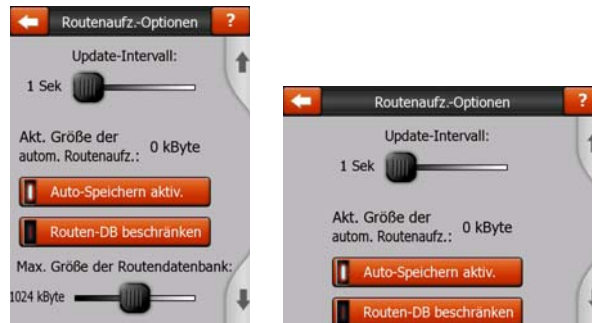 Routenaufz.-Optionen ?
Update-Intervall:
1 Sek
Akt. Größe der
autom. Routenaufz.: 0 kByte
Auto-Speichern aktiv.
Routen-DB beschränken
Max. Größe der Routendatenbank:
1024 kByte
Routenaufz.-Optionen ?
Update-Intervall:
1 Sek
Akt. Größe der
autom. Routenaufz.: 0 kByte
Auto-Speichern aktiv.
Routen-DB beschränken